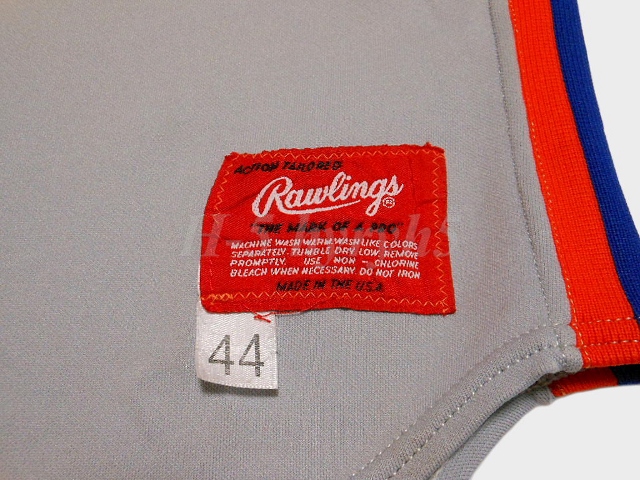 ACTION TAILORED
Rawlings
R
"THE MARK OF A PRO"
MACHINE WASH WARM. WASH LIKE COLORS
SEPARATELY. TUMBLE DRY LOW. REMOVE
PROMPTLY. USE NON - CHLORINE
BLEACH WHEN NECESSARY. DO NOT IRON
MADE IN THE U.S.A.
44